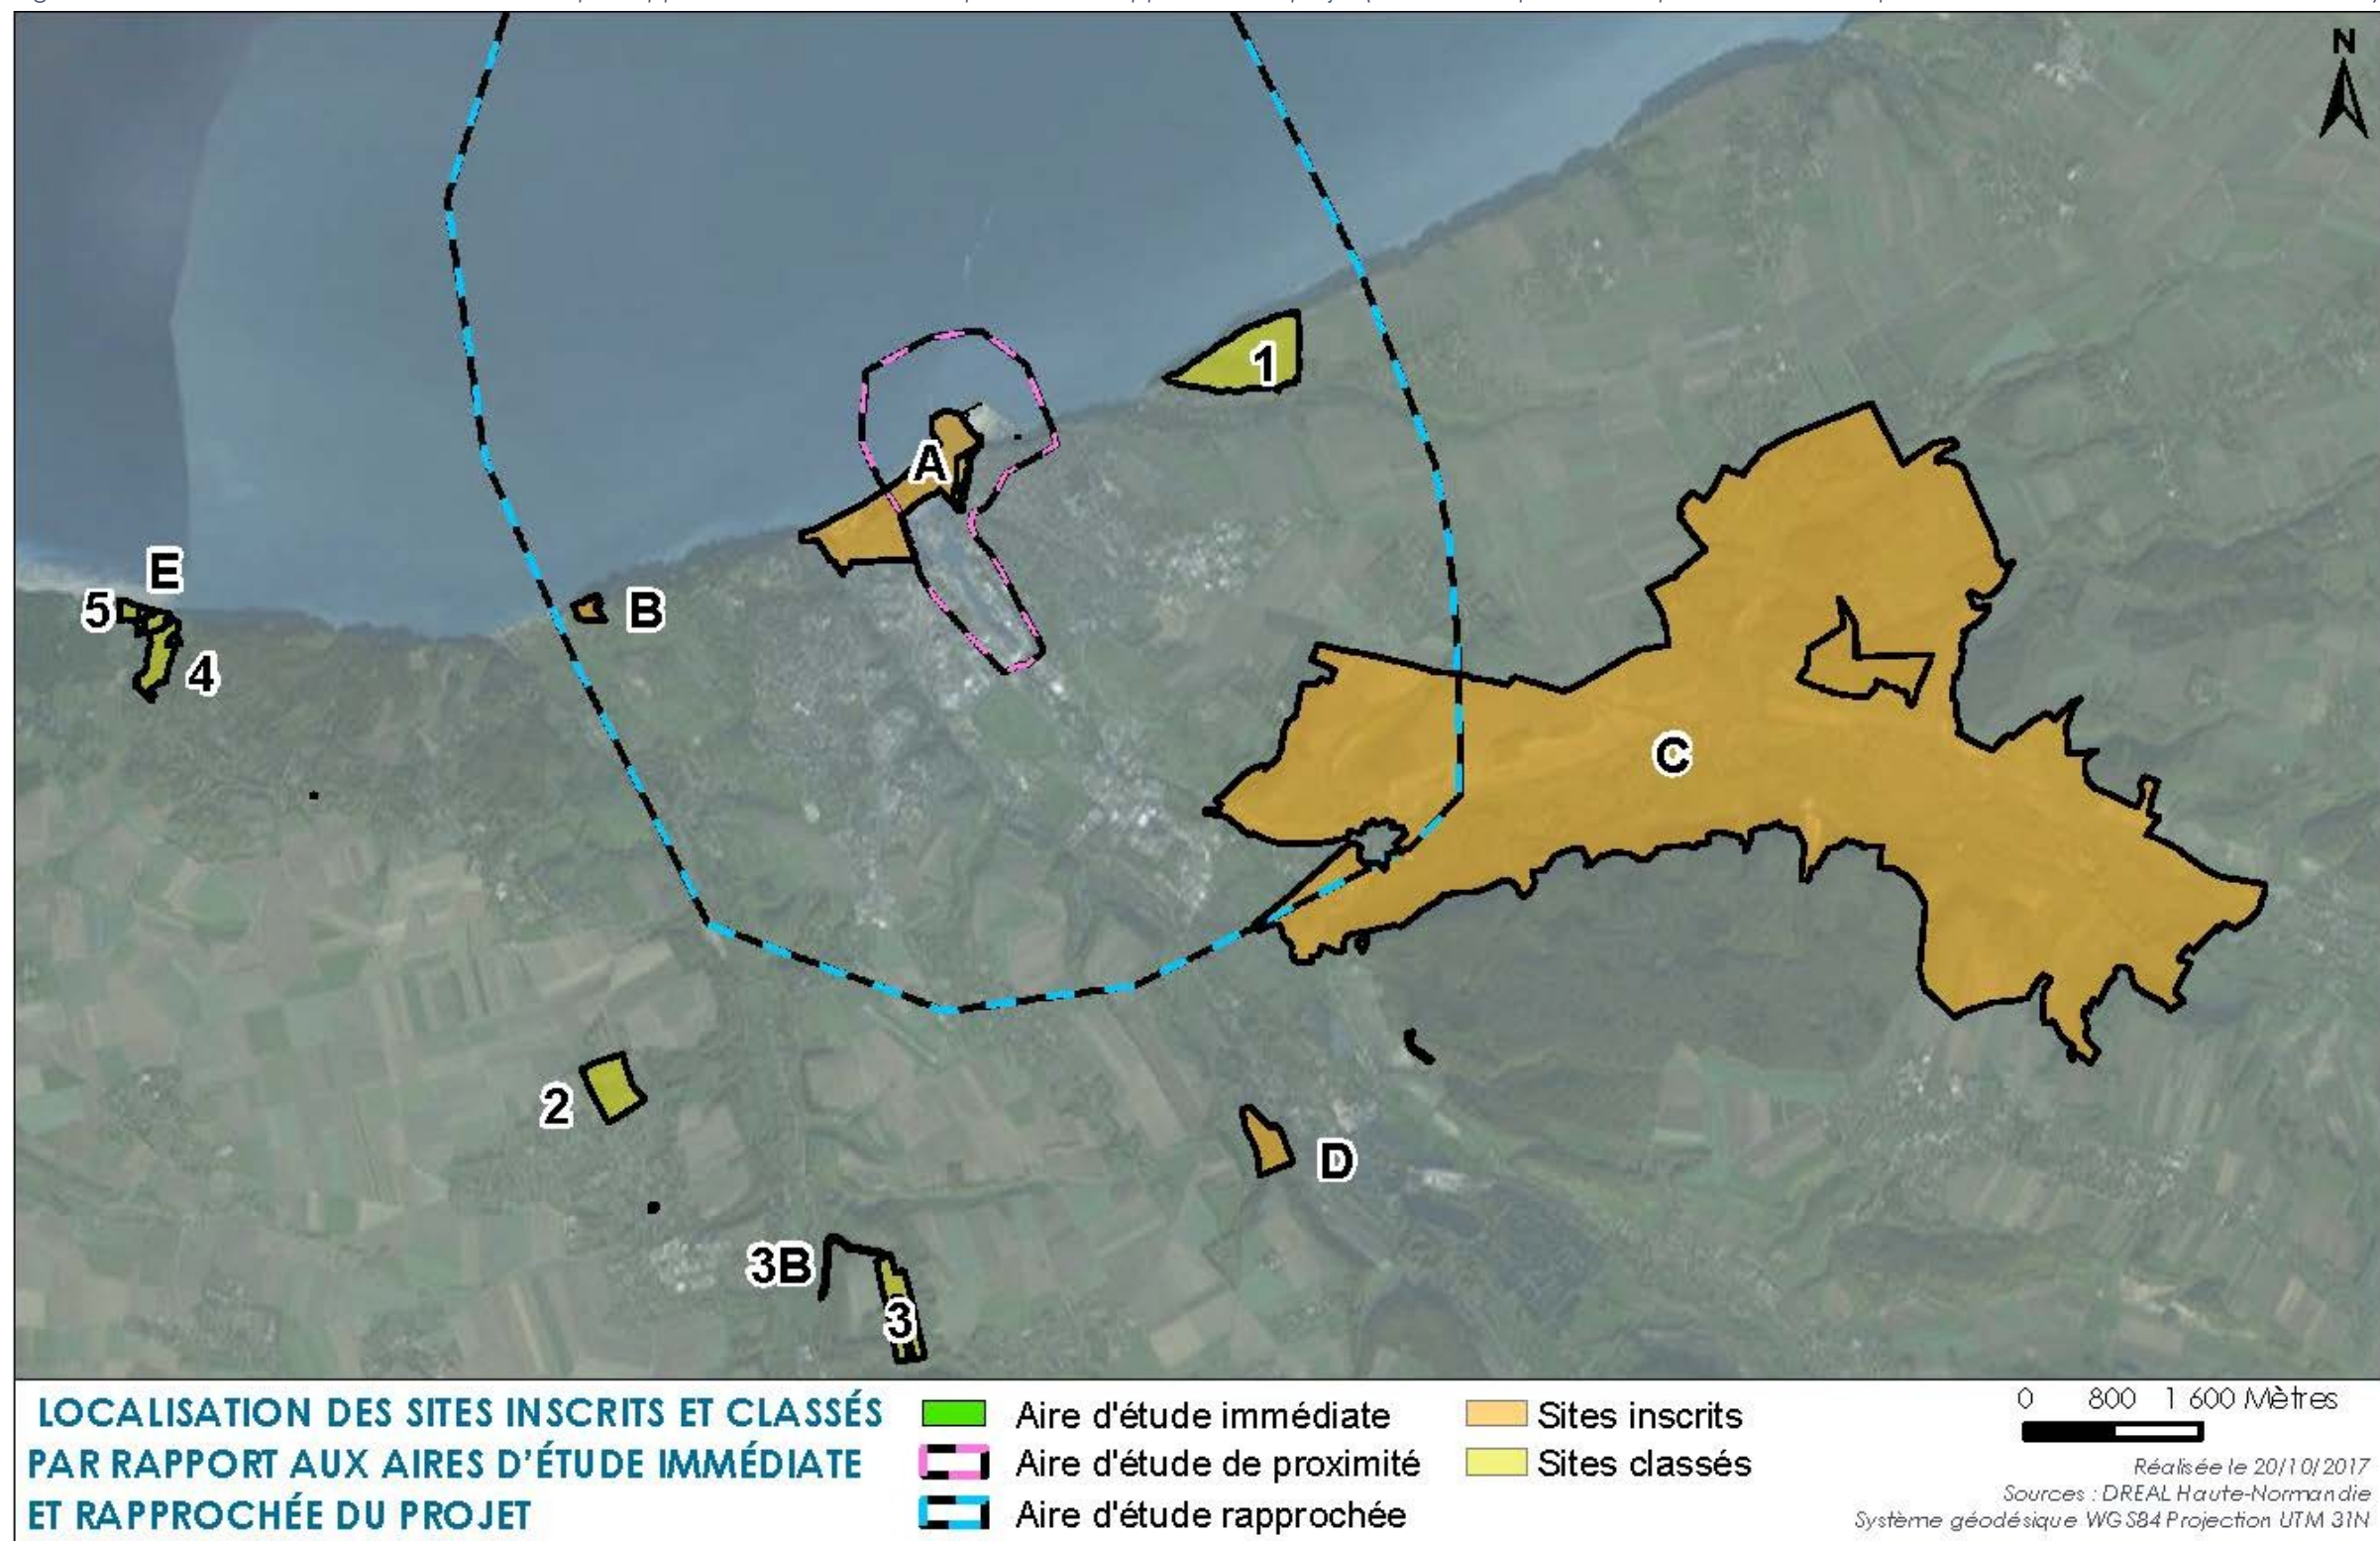 N
1
A
E
5
B
4
C
2
D
3B
3
LOCALISATION DES SITES INSCRITS ET CLASSÉS
PAR RAPPORT AUX AIRES D'ÉTUDE IMMÉDIATE
ET RAPPROCHÉE DU PROJET
Aire d'étude immédiate
Aire d'étude de proximité
Aire d'étude rapprochée
Sites inscrits
Sites classés
0 800 1 600 Mètres
Réalisée le 20/10/2017
Sources : DREAL Haute-Normandie
Système géodésique WGS84 Projection UTM 31N